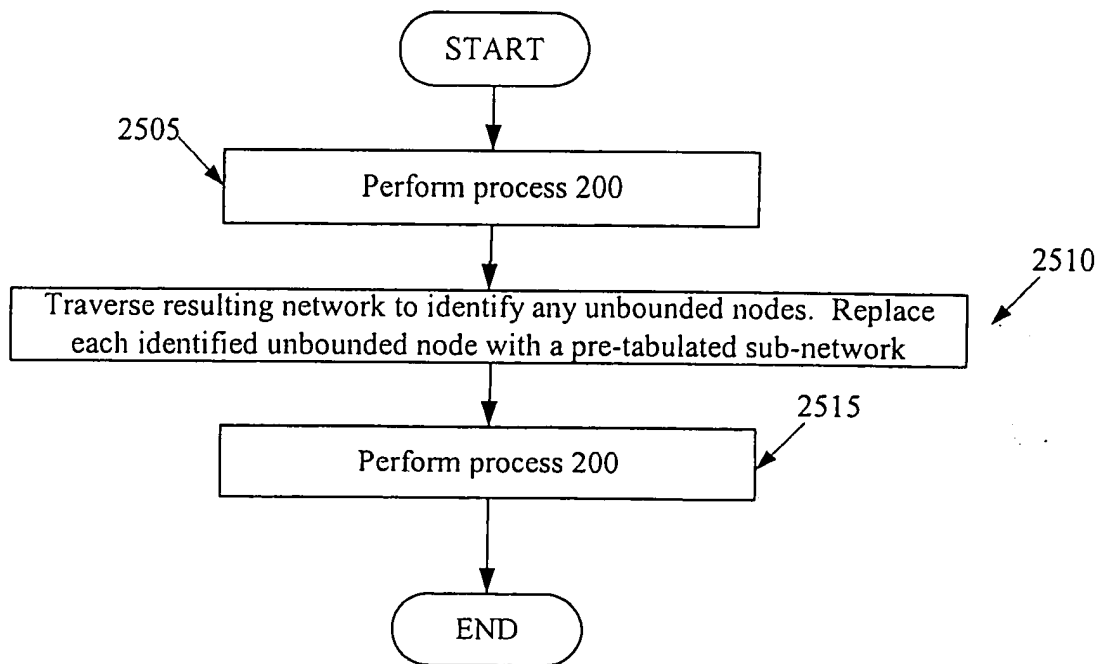 START
2505
Perform process 200
2510
Traverse resulting network to identify any unbounded nodes. Replace
each identified unbounded node with a pre-tabulated sub-network
2515
Perform process 200
END